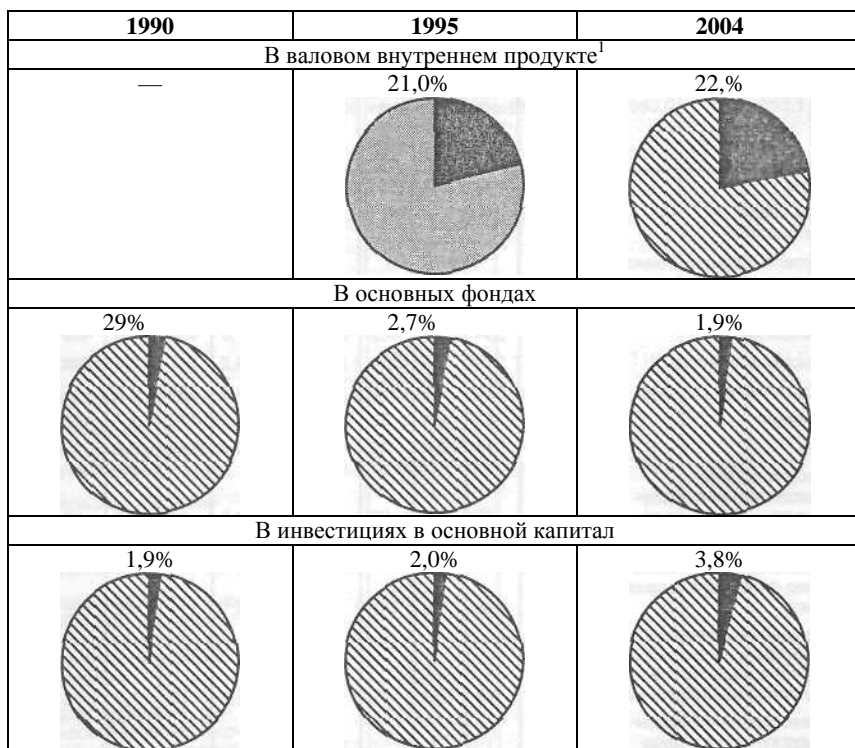 1990 1995 2004
В валовом внутреннем продукте¹
— 21,0% 22,%
В основных фондах
29% 2,7% 1,9%
В инвестициях в основной капитал
1,9% 2,0% 3,8%